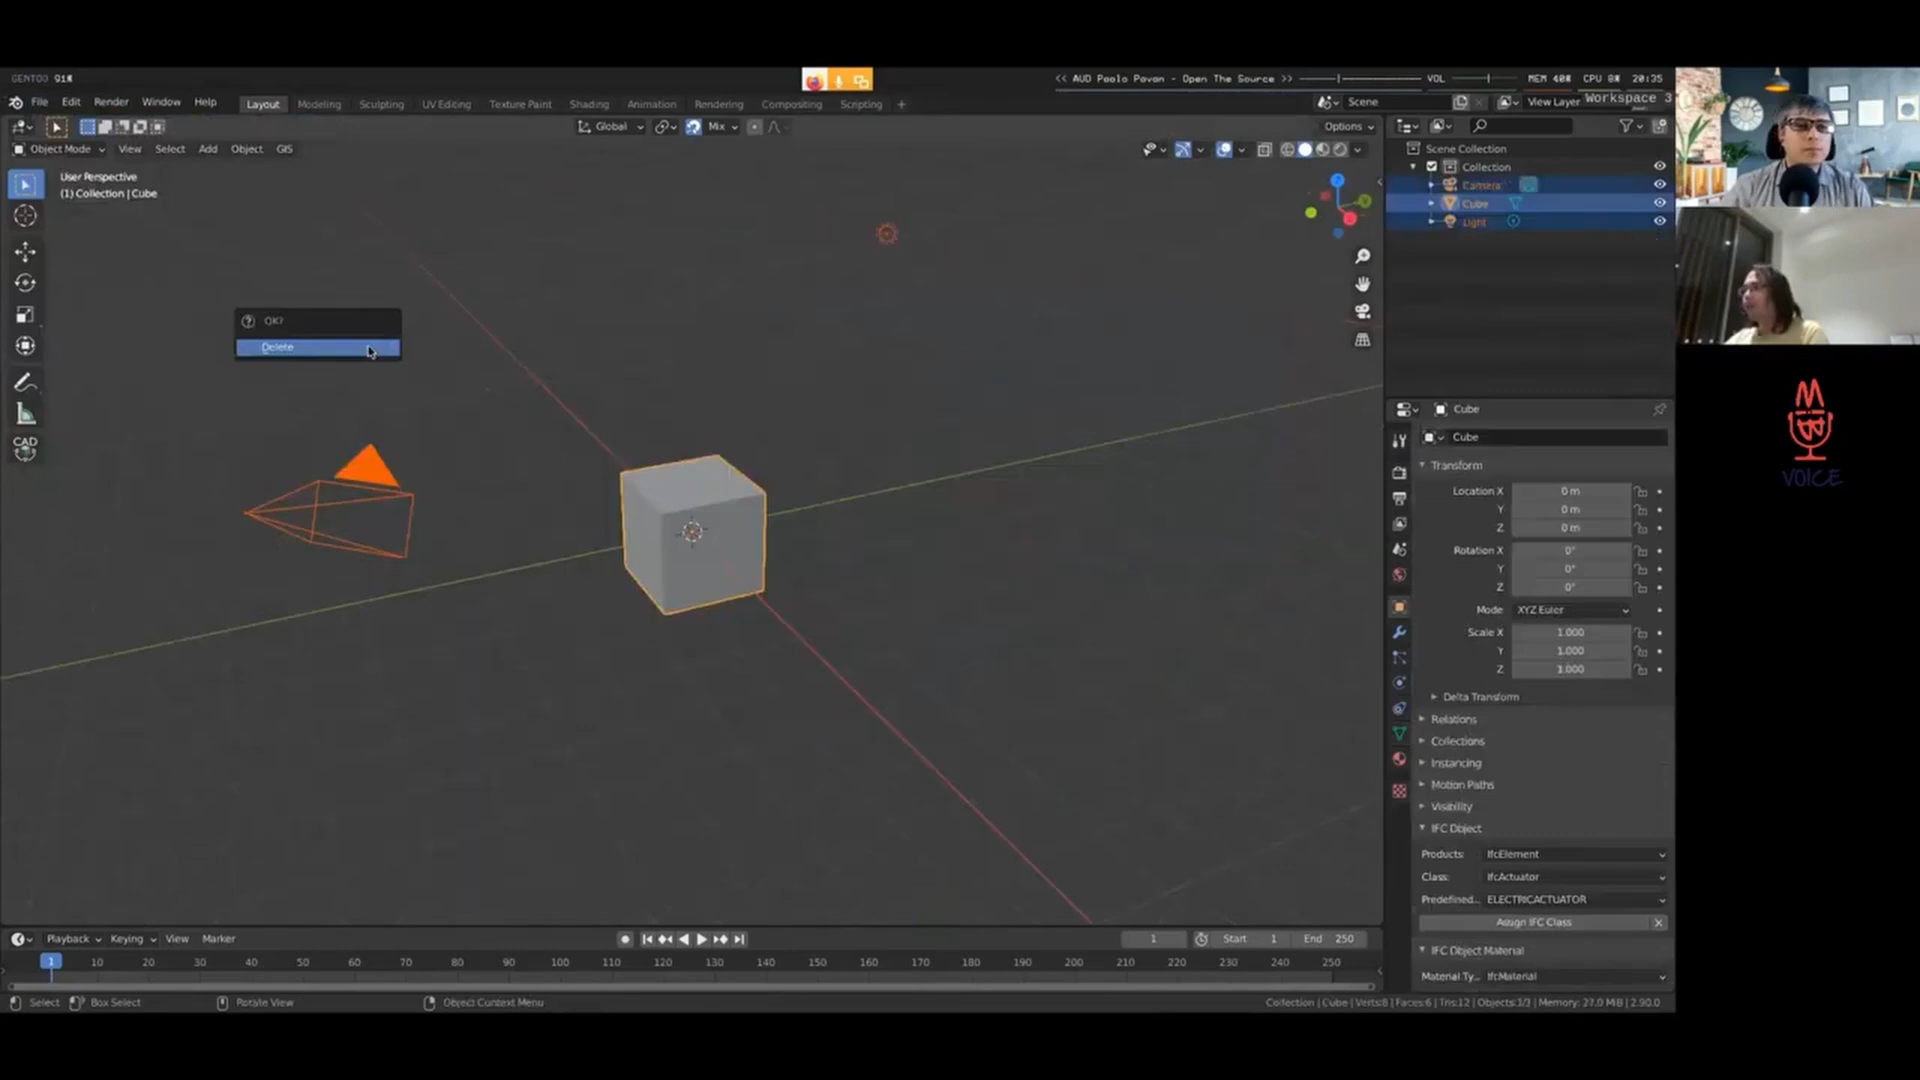 GENTOO 91%
<< AUD Paolo Pavan - Open The Source >>
VOL
MEM 40% CPU 8% 20:35
File Edit Render Window Help
Layout Modeling Sculpting UV Editing Texture Paint Shading Animation Rendering Compositing Scripting +
Scene
View Layer
Workspace 3
Global
Mix
Options
Object Mode View Select Add Object GIS
User Perspective
(1) Collection | Cube
OK?
Delete
CAD
Scene Collection
Collection
Camera
Cube
Light
Cube
Cube
Transform
Location X 0 m
Y 0 m
Z 0 m
Rotation X 0°
Y 0°
Z 0°
Mode XYZ Euler
Scale X 1.000
Y 1.000
Z 1.000
Delta Transform
Relations
Collections
Instancing
Motion Paths
Visibility
IFC Object
Products: IfcElement
Class: IfcActuator
Predefined... ELECTRICACTUATOR
Assign IFC Class
IFC Object Material
Material Ty... IfcMaterial
VOICE
Playback Keying View Marker
1 Start 1 End 250
1 10 20 30 40 50 60 70 80 90 100 110 120 130 140 150 160 170 180 190 200 210 220 230 240 250
Select Box Select Rotate View Object Context Menu
Collection | Cube | Verts:8 | Faces:6 | Tris:12 | Objects:1/3 | Memory: 27.9 MiB | 2.90.0